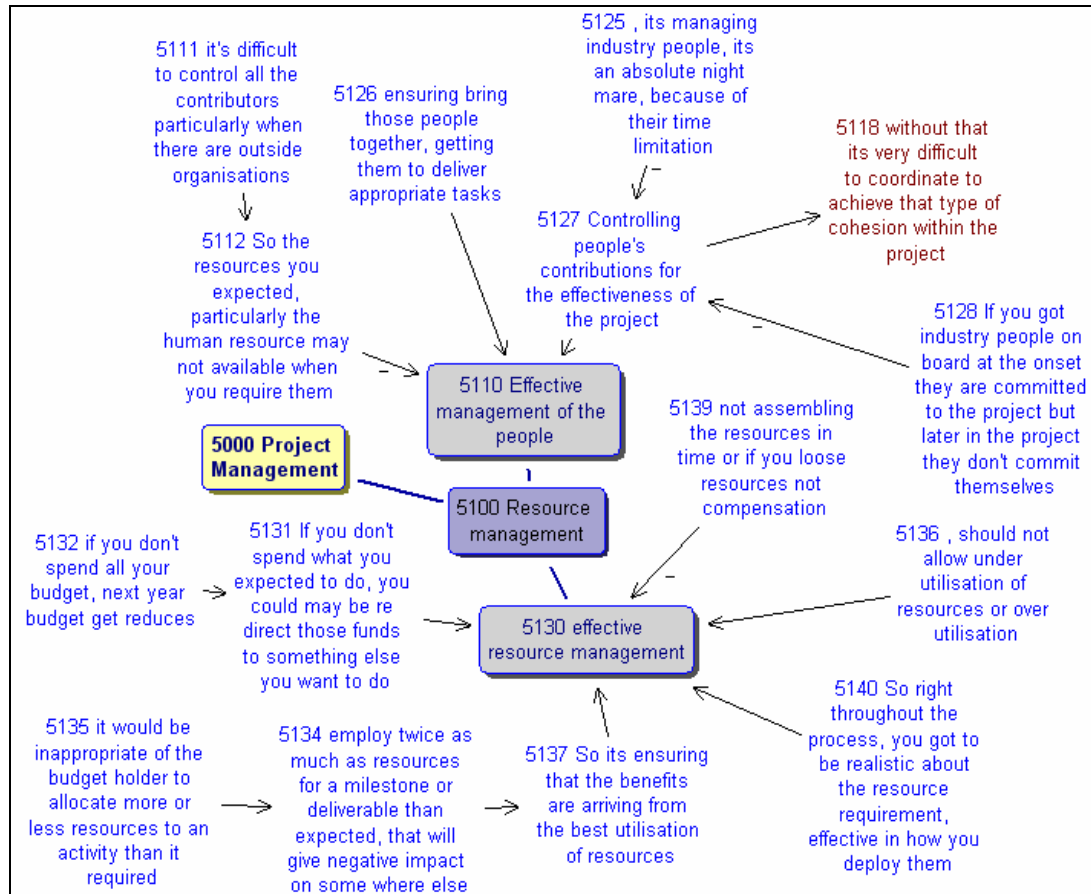 5111 it's difficult
to control all the
contributors
particularly when
there are outside
organisations
5126 ensuring bring
those people
together, getting
them to deliver
appropriate tasks
5125 , its managing
industry people, its
an absolute night
mare, because of
their time
limitation
5118 without that
its very difficult
to coordinate to
achieve that type of
cohesion within the
project
5112 So the
resources you
expected,
particularly the
human resource may
not available when
you require them
5127 Controlling
people's
contributions for
the effectiveness of
the project
5128 If you got
industry people on
board at the onset
they are committed
to the project but
later in the project
they don't commit
themselves
5110 Effective
management of the
people
5139 not assembling
the resources in
time or if you loose
resources not
compensation
5000 Project
Management
5100 Resource
management
5132 if you don't
spend all your
budget, next year
budget get reduces
5131 If you don't
spend what you
expected to do, you
could may be re
direct those funds
to something else
you want to do
5136 , should not
allow under
utilisation of
resources or over
utilisation
5130 effective
resource management
5135 it would be
inappropriate of the
budget holder to
allocate more or
less resources to an
activity than it
required
5134 employ twice as
much as resources
for a milestone or
deliverable than
expected, that will
give negative impact
on some where else
5137 So its ensuring
that the benefits
are arriving from
the best utilisation
of resources
5140 So right
throughout the
process, you got to
be realistic about
the resource
requirement,
effective in how you
deploy them